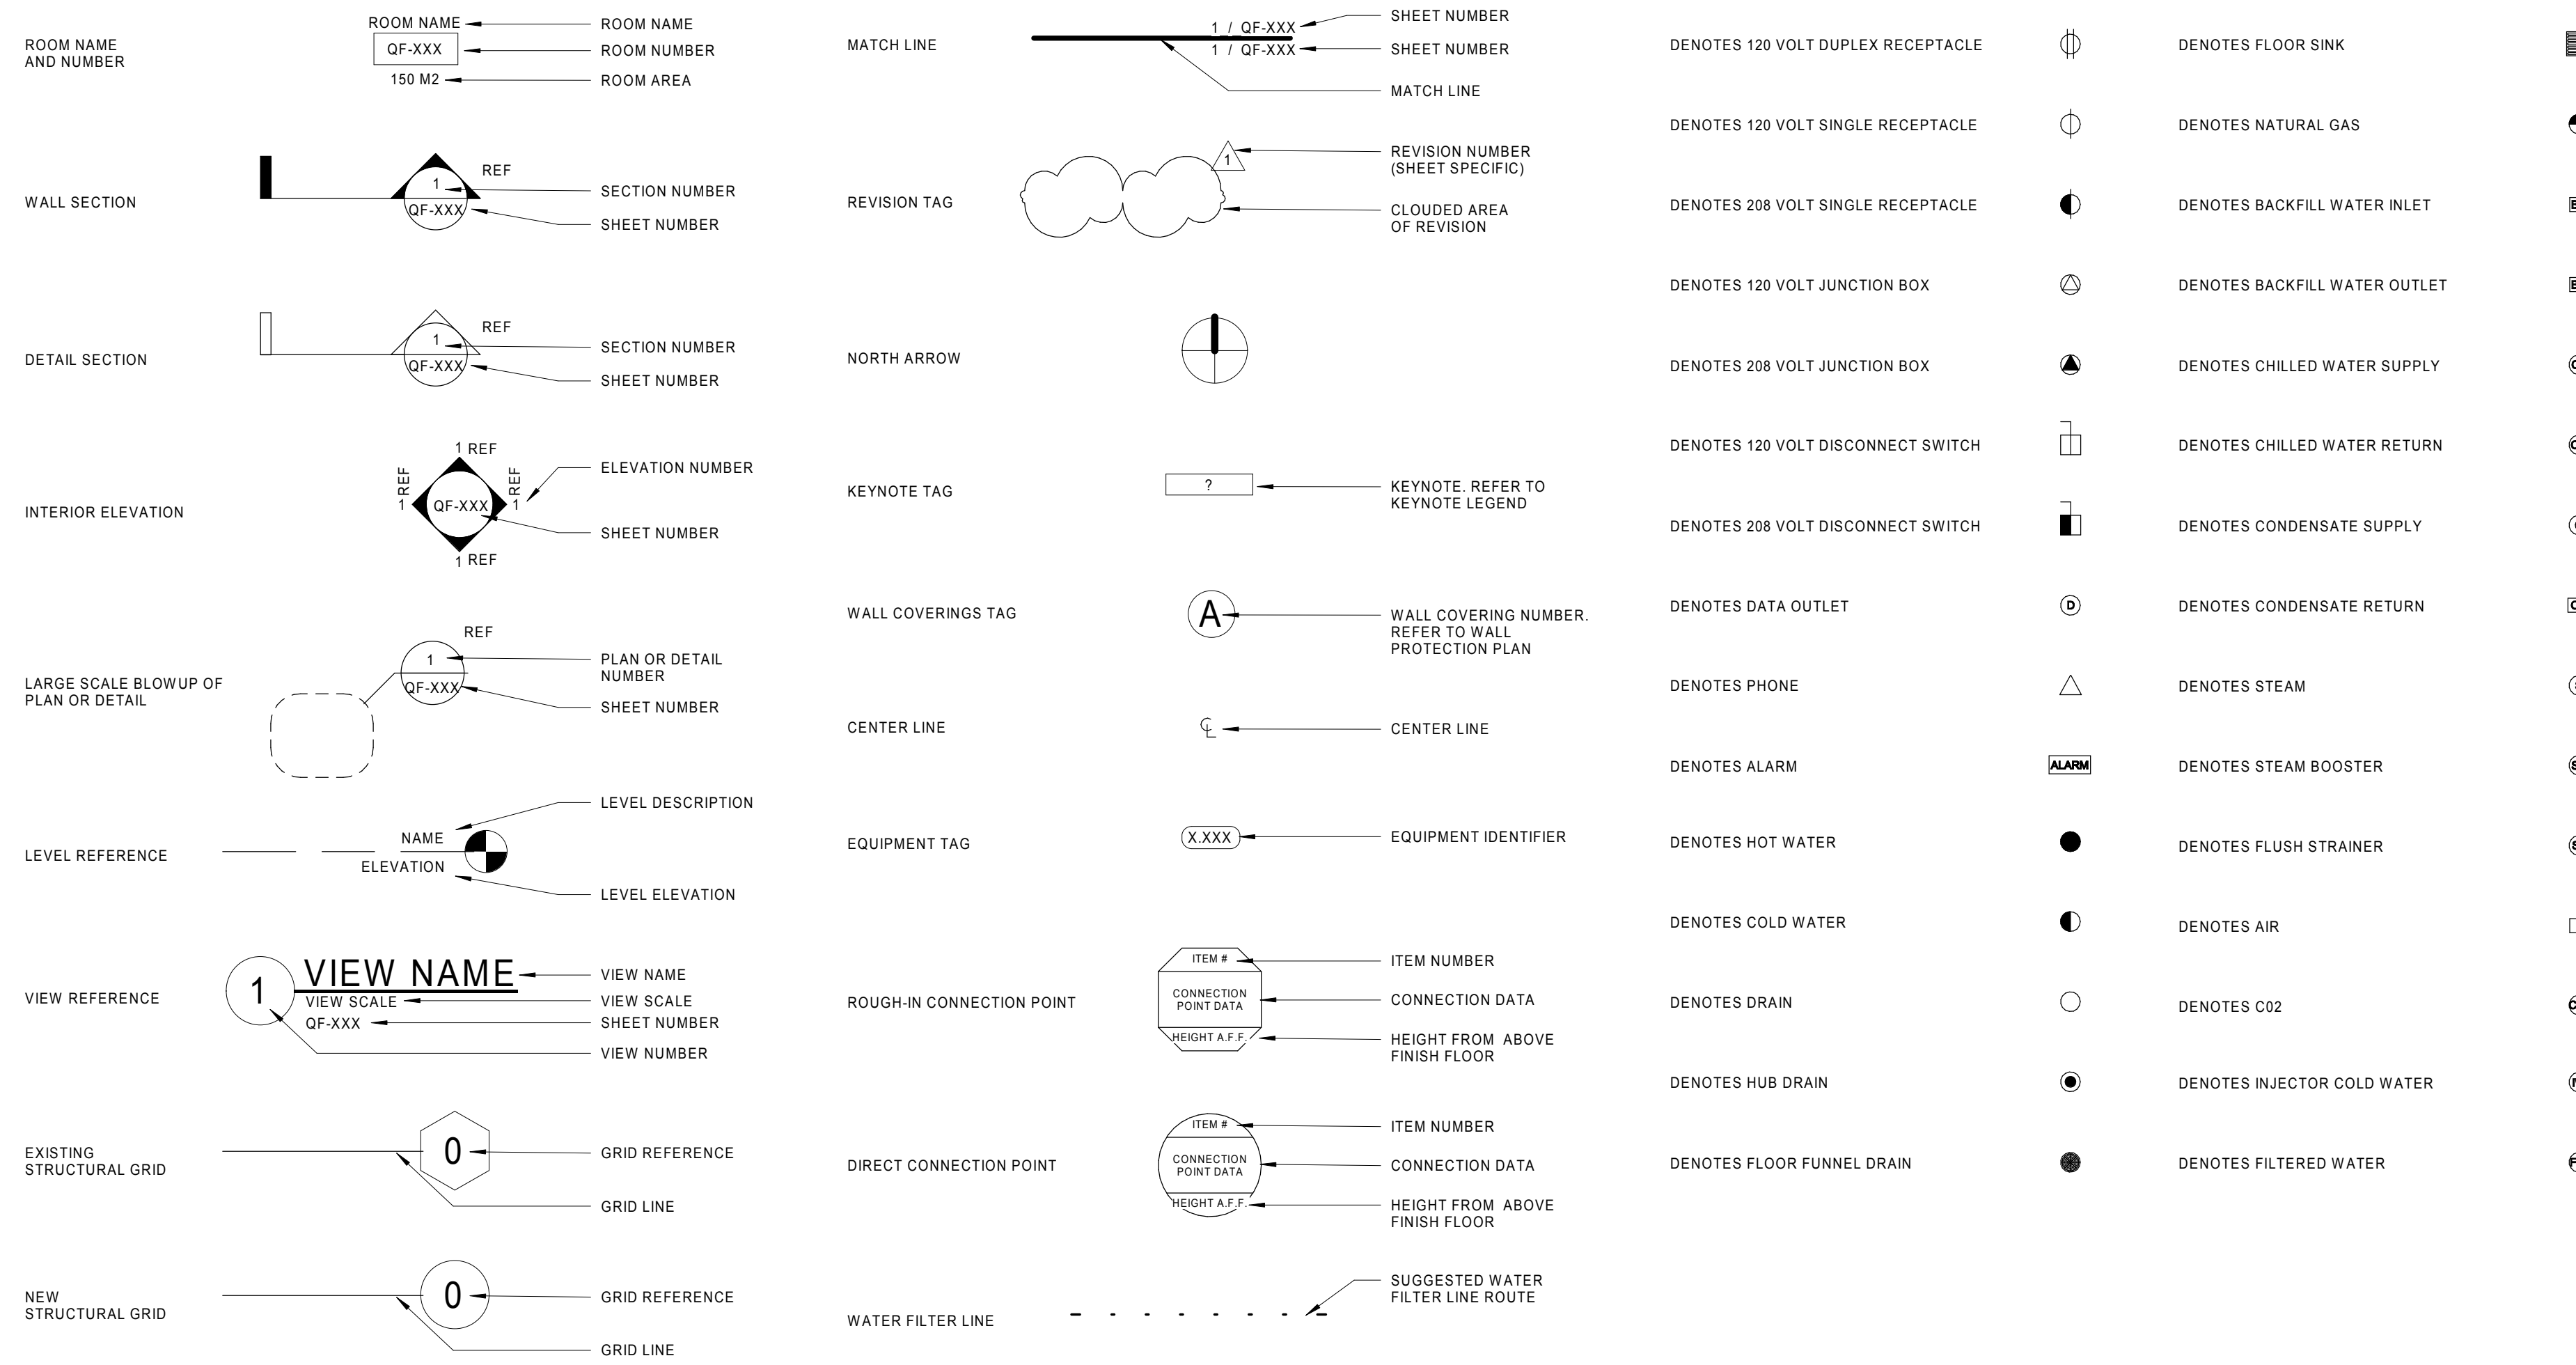 ROOM NAME
AND NUMBER
ROOM NAME
QF-XXX
150 M2
ROOM NAME
ROOM NUMBER
ROOM AREA
WALL SECTION
REF
1
QF-XXX
SECTION NUMBER
SHEET NUMBER
DETAIL SECTION
REF
1
QF-XXX
SECTION NUMBER
SHEET NUMBER
INTERIOR ELEVATION
1 REF
1 REF
QF-XXX
1 REF
1 REF
ELEVATION NUMBER
SHEET NUMBER
LARGE SCALE BLOWUP OF
PLAN OR DETAIL
REF
1
QF-XXX
PLAN OR DETAIL
NUMBER
SHEET NUMBER
LEVEL REFERENCE
NAME
ELEVATION
LEVEL DESCRIPTION
LEVEL ELEVATION
VIEW REFERENCE
1
VIEW NAME
VIEW SCALE
QF-XXX
VIEW NAME
VIEW SCALE
SHEET NUMBER
VIEW NUMBER
EXISTING
STRUCTURAL GRID
0
GRID REFERENCE
GRID LINE
NEW
STRUCTURAL GRID
0
GRID REFERENCE
GRID LINE
MATCH LINE
1 / QF-XXX
1 / QF-XXX
SHEET NUMBER
SHEET NUMBER
MATCH LINE
REVISION TAG
1
REVISION NUMBER
(SHEET SPECIFIC)
CLOUDED AREA
OF REVISION
NORTH ARROW
KEYNOTE TAG
?
KEYNOTE. REFER TO
KEYNOTE LEGEND
WALL COVERINGS TAG
A
WALL COVERING NUMBER.
REFER TO WALL
PROTECTION PLAN
CENTER LINE
℄
CENTER LINE
EQUIPMENT TAG
X.XXX
EQUIPMENT IDENTIFIER
ROUGH-IN CONNECTION POINT
ITEM #
CONNECTION
POINT DATA
HEIGHT A.F.F.
ITEM NUMBER
CONNECTION DATA
HEIGHT FROM ABOVE
FINISH FLOOR
DIRECT CONNECTION POINT
ITEM #
CONNECTION
POINT DATA
HEIGHT A.F.F.
ITEM NUMBER
CONNECTION DATA
HEIGHT FROM ABOVE
FINISH FLOOR
WATER FILTER LINE
SUGGESTED WATER
FILTER LINE ROUTE
DENOTES 120 VOLT DUPLEX RECEPTACLE
DENOTES 120 VOLT SINGLE RECEPTACLE
DENOTES 208 VOLT SINGLE RECEPTACLE
DENOTES 120 VOLT JUNCTION BOX
DENOTES 208 VOLT JUNCTION BOX
DENOTES 120 VOLT DISCONNECT SWITCH
DENOTES 208 VOLT DISCONNECT SWITCH
DENOTES DATA OUTLET
D
DENOTES PHONE
DENOTES ALARM
ALARM
DENOTES HOT WATER
DENOTES COLD WATER
DENOTES DRAIN
DENOTES HUB DRAIN
DENOTES FLOOR FUNNEL DRAIN
DENOTES FLOOR SINK
DENOTES NATURAL GAS
DENOTES BACKFILL WATER INLET
DENOTES BACKFILL WATER OUTLET
DENOTES CHILLED WATER SUPPLY
DENOTES CHILLED WATER RETURN
DENOTES CONDENSATE SUPPLY
DENOTES CONDENSATE RETURN
DENOTES STEAM
DENOTES STEAM BOOSTER
DENOTES FLUSH STRAINER
DENOTES AIR
DENOTES C02
DENOTES INJECTOR COLD WATER
DENOTES FILTERED WATER